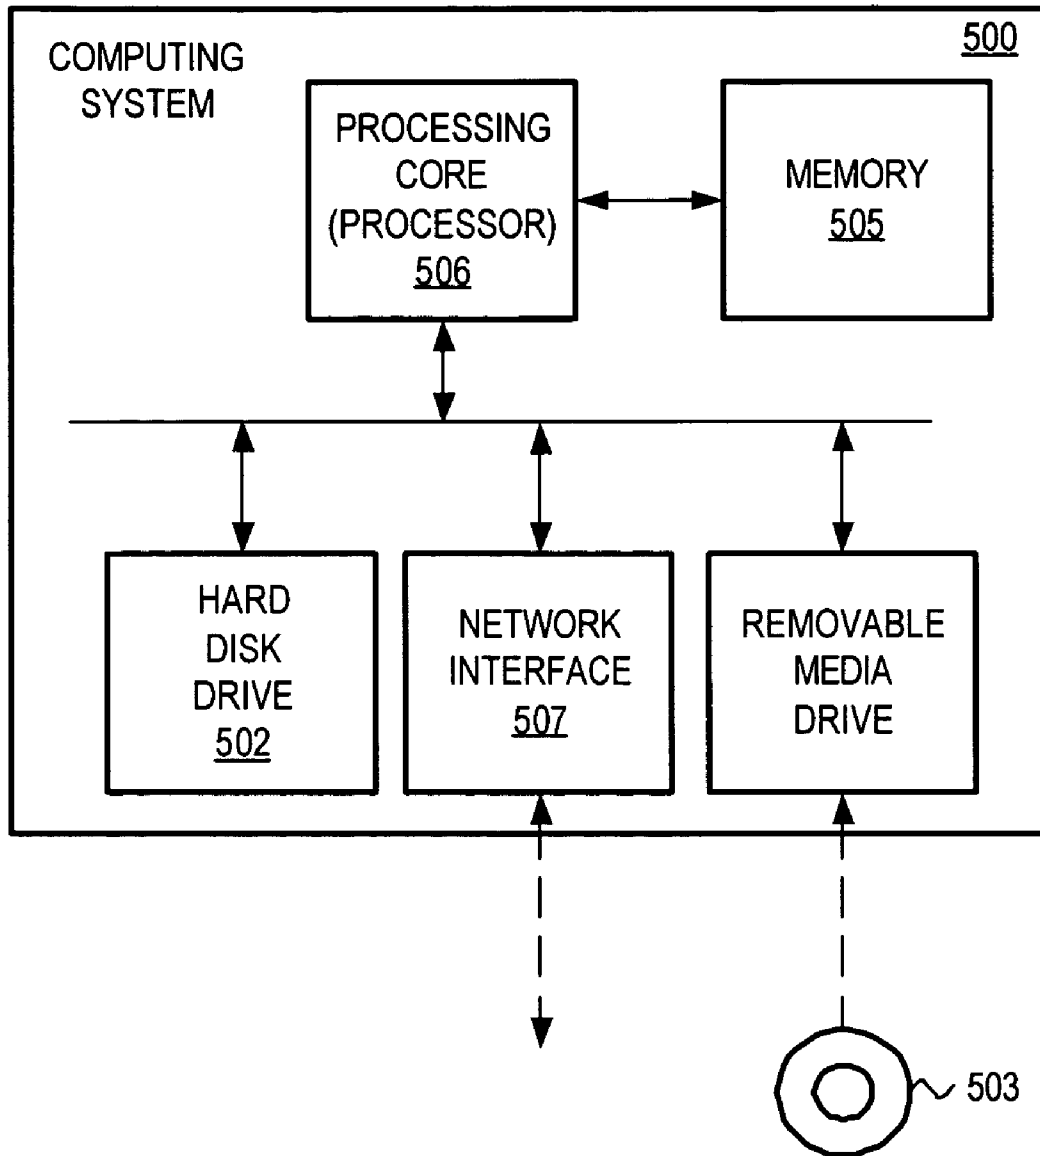 COMPUTING
SYSTEM
500
PROCESSING
CORE
(PROCESSOR)
506
MEMORY
505
HARD
DISK
DRIVE
502
NETWORK
INTERFACE
507
REMOVABLE
MEDIA
DRIVE
503